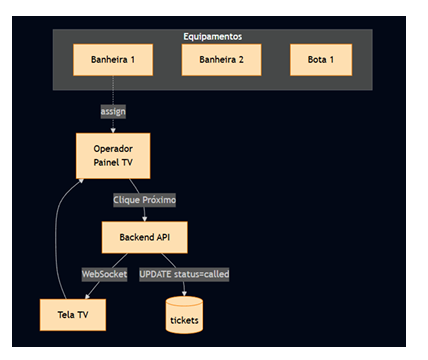 Equipamentos
Banheira 1
Banheira 2
Bota 1
assign
Operador
Painel TV
Clique Próximo
Backend API
WebSocket
UPDATE status=called
Tela TV
tickets